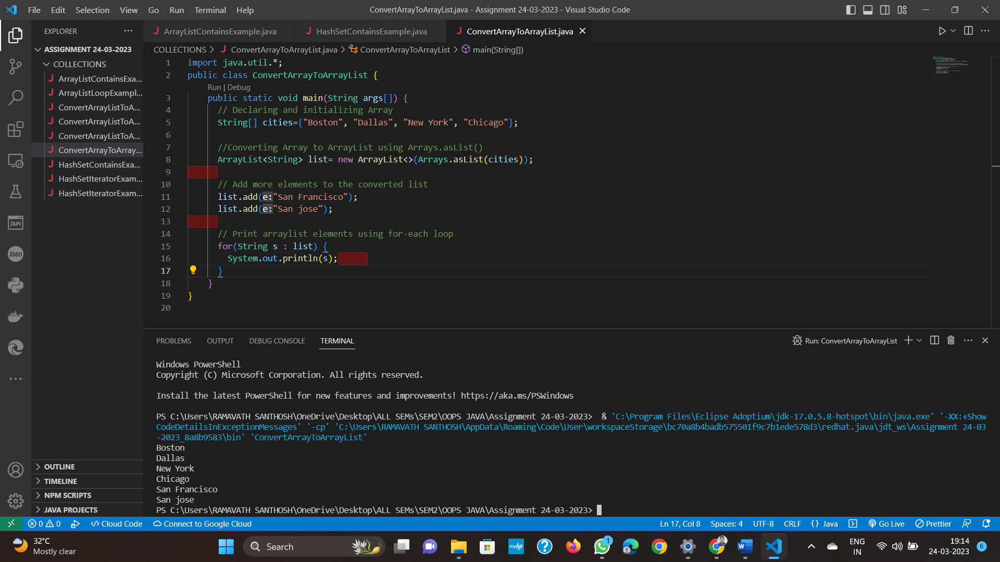 File Edit Selection View Go Run Terminal Help
ConvertArrayToArrayList.java - Assignment 24-03-2023 - Visual Studio Code
EXPLORER
ASSIGNMENT 24-03-2023
COLLECTIONS
ArrayListContainsExa...
ArrayListLoopExampl...
ConvertArrayListToA...
ConvertArrayListToA...
ConvertArrayListToA...
ConvertArrayToArray...
HashSetContainsExa...
HashSetIteratorExam...
HashSetIteratorExam...
OUTLINE
TIMELINE
NPM SCRIPTS
JAVA PROJECTS
/API
Json
ArrayListContainsExample.java HashSetContainsExample.java ConvertArrayToArrayList.java
COLLECTIONS > J ConvertArrayToArrayList.java > ConvertArrayToArrayList > main(String[])
1 import java.util.*;
2 public class ConvertArrayToArrayList {
Run | Debug
3 public static void main(String args[]) {
4 // Declaring and initializing Array
5 String[] cities={"Boston", "Dallas", "New York", "Chicago"};
6
7 //Converting Array to ArrayList using Arrays.asList()
8 ArrayList<String> list= new ArrayList<>(Arrays.asList(cities));
9
10 // Add more elements to the converted list
11 list.add(e:"San Francisco");
12 list.add(e:"San jose");
13
14 // Print arraylist elements using for-each loop
15 for(String s : list) {
16 System.out.println(s);
17 }
18 }
19 }
20
PROBLEMS OUTPUT DEBUG CONSOLE TERMINAL
Run: ConvertArrayToArrayList
Windows PowerShell
Copyright (C) Microsoft Corporation. All rights reserved.
Install the latest PowerShell for new features and improvements! https://aka.ms/PSWindows
PS C:\Users\RAMAVATH SANTHOSH\OneDrive\Desktop\ALL SEMs\SEM2\OOPS JAVA\Assignment 24-03-2023> & 'C:\Program Files\Eclipse Adoptium\jdk-17.0.5.8-hotspot\bin\java.exe' '-XX:+Show
CodeDetailsInExceptionMessages' '-cp' 'C:\Users\RAMAVATH SANTHOSH\AppData\Roaming\Code\User\workspaceStorage\bc70a8b4badb575501f9c7b1ede578d3\redhat.java\jdt_ws\Assignment 24-03
-2023_8a8b9583\bin' 'ConvertArrayToArrayList'
Boston
Dallas
New York
Chicago
San Francisco
San jose
PS C:\Users\RAMAVATH SANTHOSH\OneDrive\Desktop\ALL SEMs\SEM2\OOPS JAVA\Assignment 24-03-2023>
0 0 Cloud Code Connect to Google Cloud
Ln 17, Col 8 Spaces: 4 UTF-8 CRLF {} Java Go Live Prettier
32°C
Mostly clear
Search
myhp
1
ENG
IN
19:14
24-03-2023
6